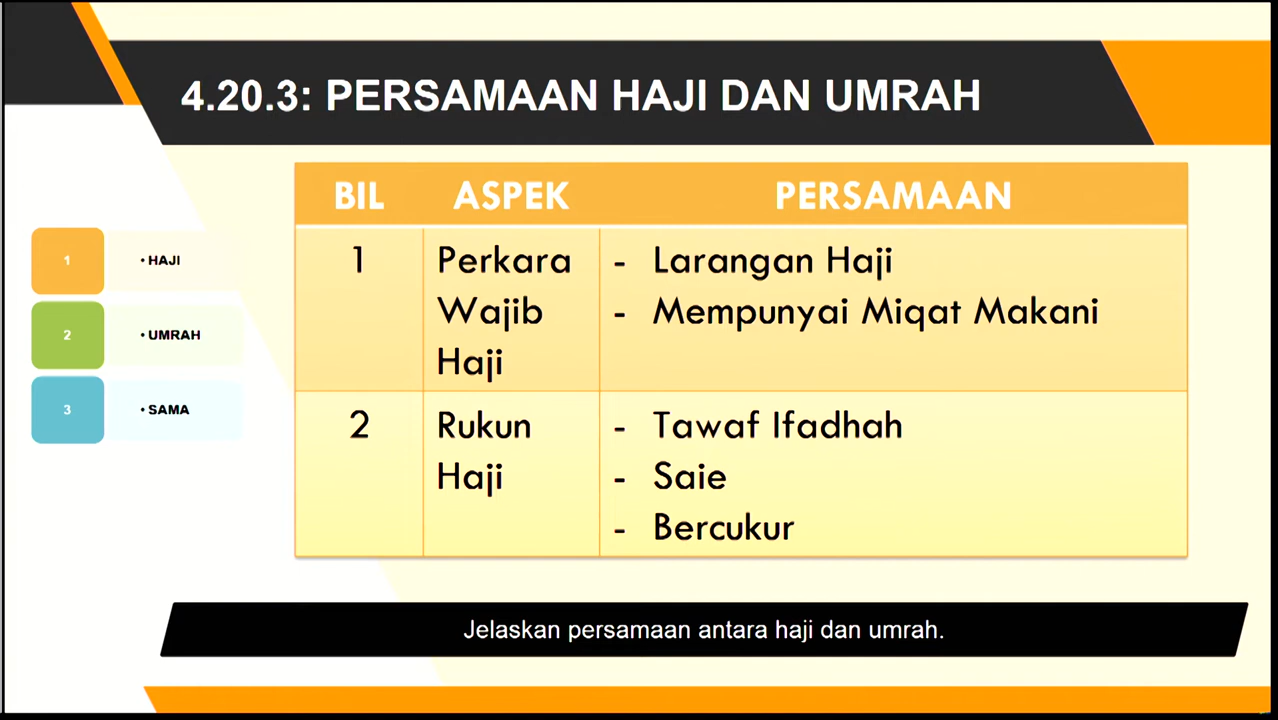 4.20.3: PERSAMAAN HAJI DAN UMRAH
1
• HAJI
2
• UMRAH
3
• SAMA
BIL ASPEK PERSAMAAN
1
Perkara
Wajib
Haji
- Larangan Haji
- Mempunyai Miqat Makani
2
Rukun
Haji
- Tawaf Ifadhah
- Saie
- Bercukur
Jelaskan persamaan antara haji dan umrah.